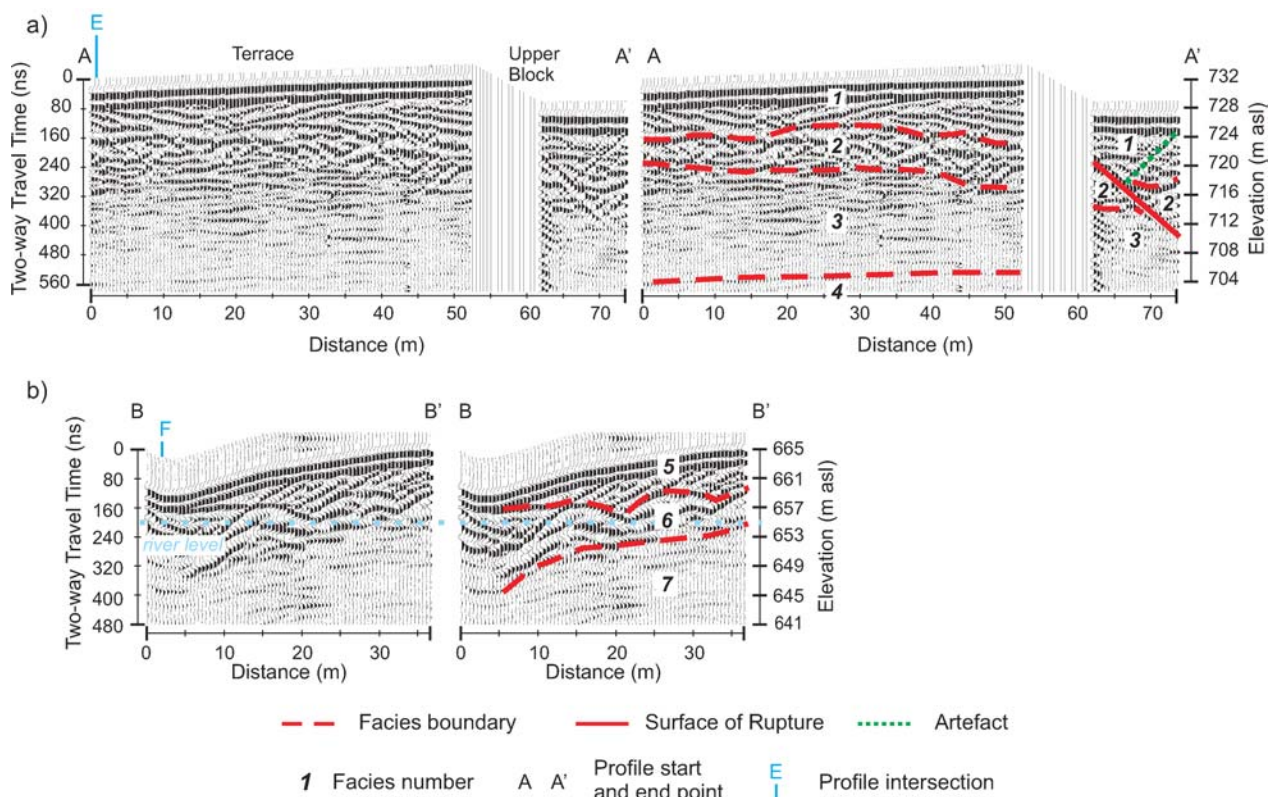 a)
E
A Terrace Upper Block A'
A A'
Two-way Travel Time (ns)
0
80
160
240
320
400
480
560
0 10 20 30 40 50 60 70
Distance (m)
1
2
3
4
1
2
2
3
0 10 20 30 40 50 60 70
Distance (m)
732
728
724
720
716
712
708
704
Elevation (m asl)
b)
B F B'
B B'
Two-way Travel Time (ns)
0
80
160
240
320
400
480
river level
0 10 20 30
Distance (m)
5
6
7
0 10 20 30
Distance (m)
665
661
657
653
649
645
641
Elevation (m asl)
Facies boundary Surface of Rupture Artefact
1 Facies number A A' Profile start and end point E Profile intersection